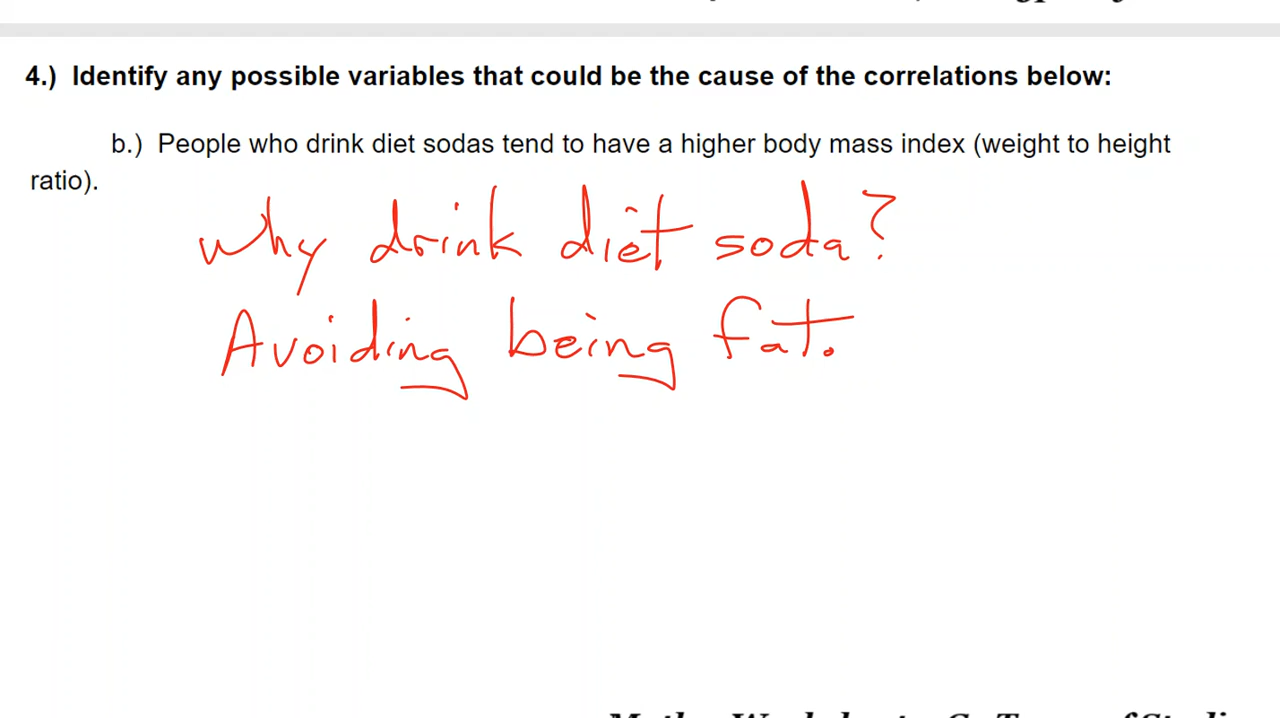 4.) Identify any possible variables that could be the cause of the correlations below:
b.) People who drink diet sodas tend to have a higher body mass index (weight to height
ratio).
Why drink diet soda?
Avoiding being fat.